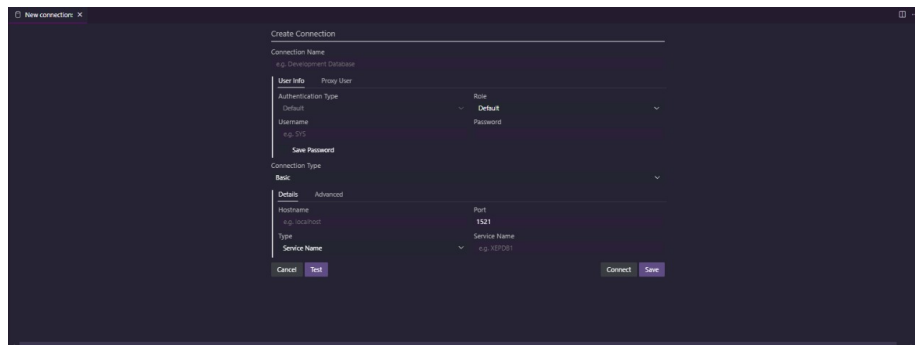 New connection: ×
Create Connection
Connection Name
e.g. Development Database
User Info Proxy User
Authentication Type Role
Default Default
Username Password
e.g. SYS
Save Password
Connection Type
Basic
Details Advanced
Hostname Port
e.g. localhost 1521
Type Service Name
Service Name e.g. XEPDB1
Cancel Test Connect Save